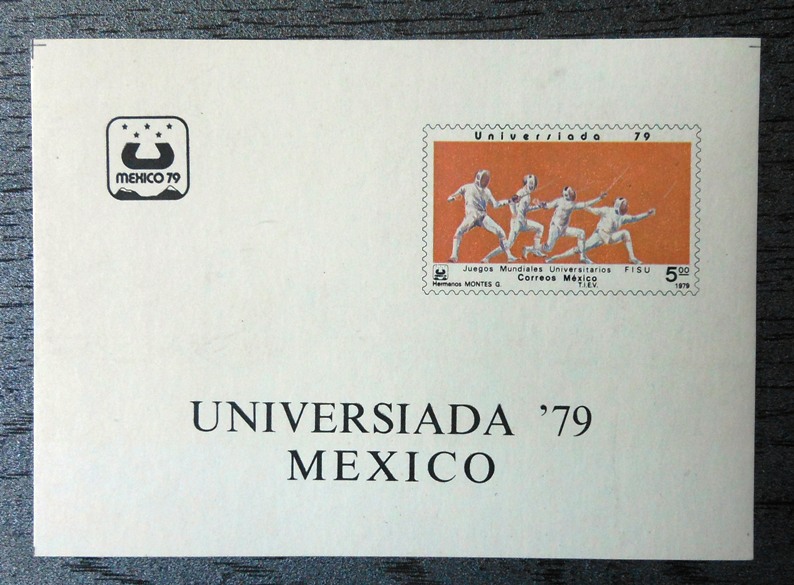 MEXICO 79
Universiada 79
Juegos Mundiales Universitarios FISU
Correos México
5 00
Hermanos MONTES G. T.I.E.V. 1979
UNIVERSIADA '79
MEXICO